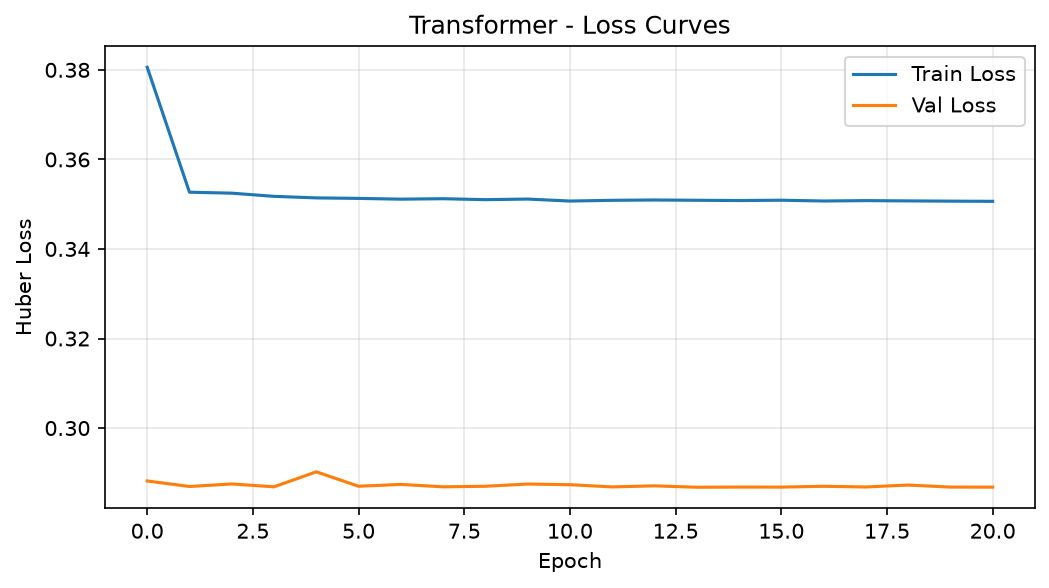 Transformer - Loss Curves
Train Loss
Val Loss
Huber Loss
0.38
0.36
0.34
0.32
0.30
0.0 2.5 5.0 7.5 10.0 12.5 15.0 17.5 20.0
Epoch